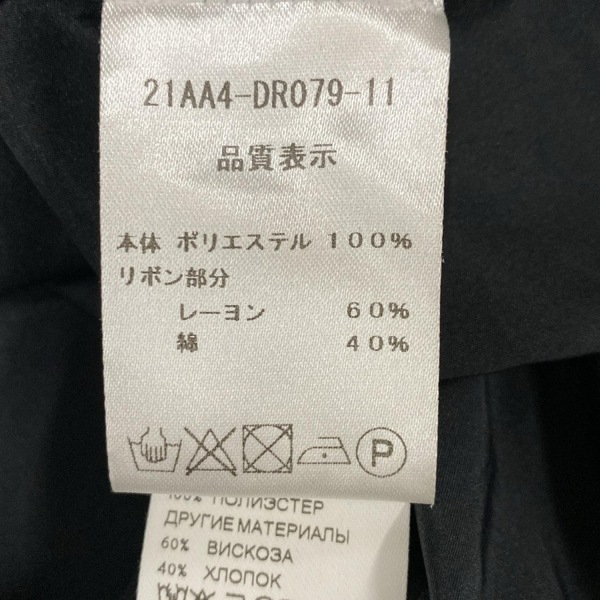 21AA4-DR079-11
品質表示
本体 ポリエステル 100%
リボン部分
レーヨン 60%
綿 40%
P
100% ПОЛИЭСТЕР
ДРУГИЕ МАТЕРИАЛЫ
60% ВИСКОЗА
40% ХЛОПОК